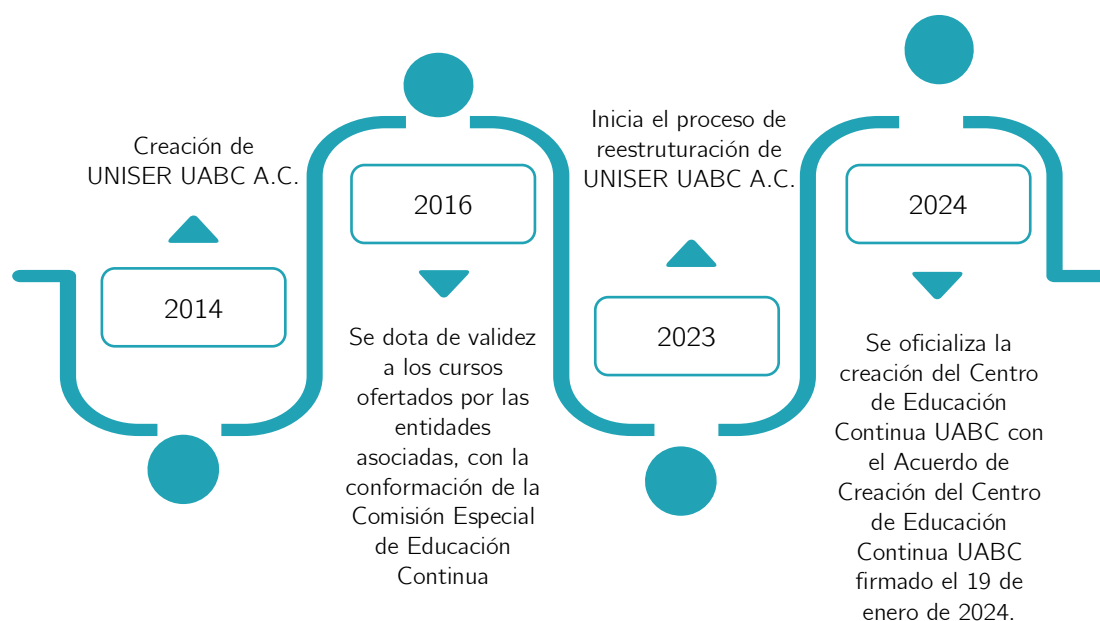 Creación de
UNISER UABC A.C.
2014
2016
Se dota de validez
a los cursos
ofertados por las
entidades
asociadas, con la
conformación de la
Comisión Especial
de Educación
Continua
Inicia el proceso de
reestruturación de
UNISER UABC A.C.
2023
2024
Se oficializa la
creación del Centro
de Educación
Continua UABC con
el Acuerdo de
Creación del Centro
de Educación
Continua UABC
firmado el 19 de
enero de 2024.